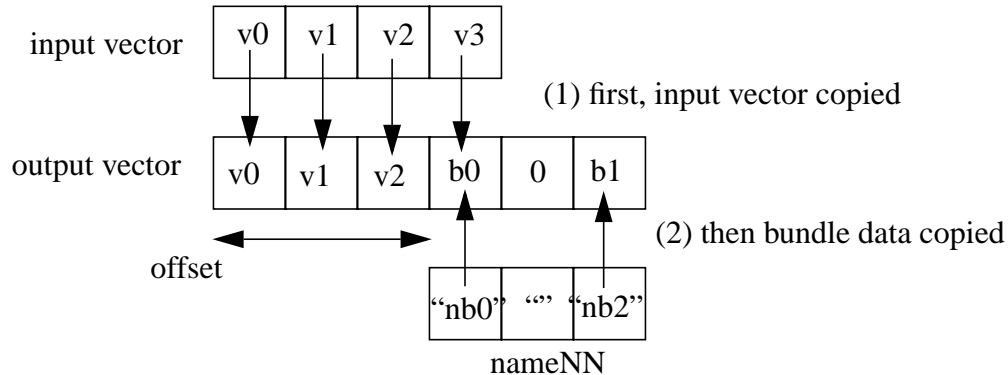 input vector v0 v1 v2 v3
(1) first, input vector copied
output vector v0 v1 v2 b0 0 b1
(2) then bundle data copied
offset
“nb0” “” “nb2”
nameNN